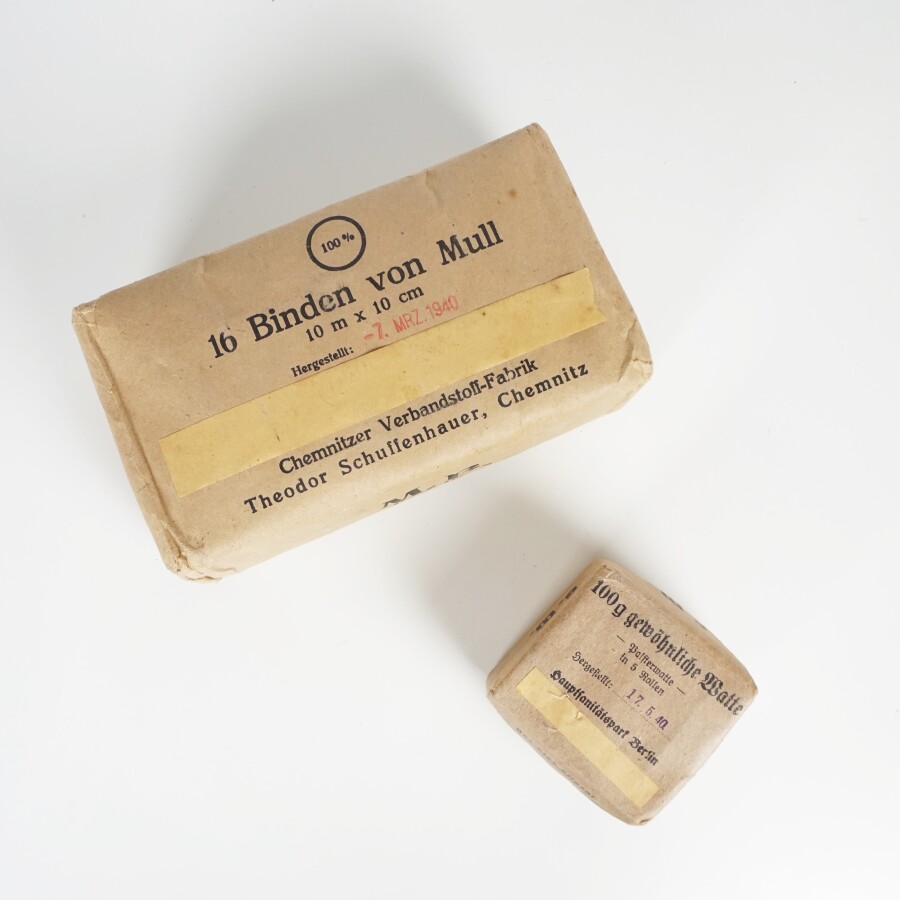 100 %
16 Binden von Mull
10 m x 10 cm
Hergestellt: -7. MRZ. 1940
Chemnitzer Verbandstoff-Fabrik
Theodor Schuffenhauer, Chemnitz
100 g gewöhnliche Watte
— Polsterwatte —
in 5 Rollen
Hergestellt: 17. 5. 40
Hauptsanitätspark Berlin